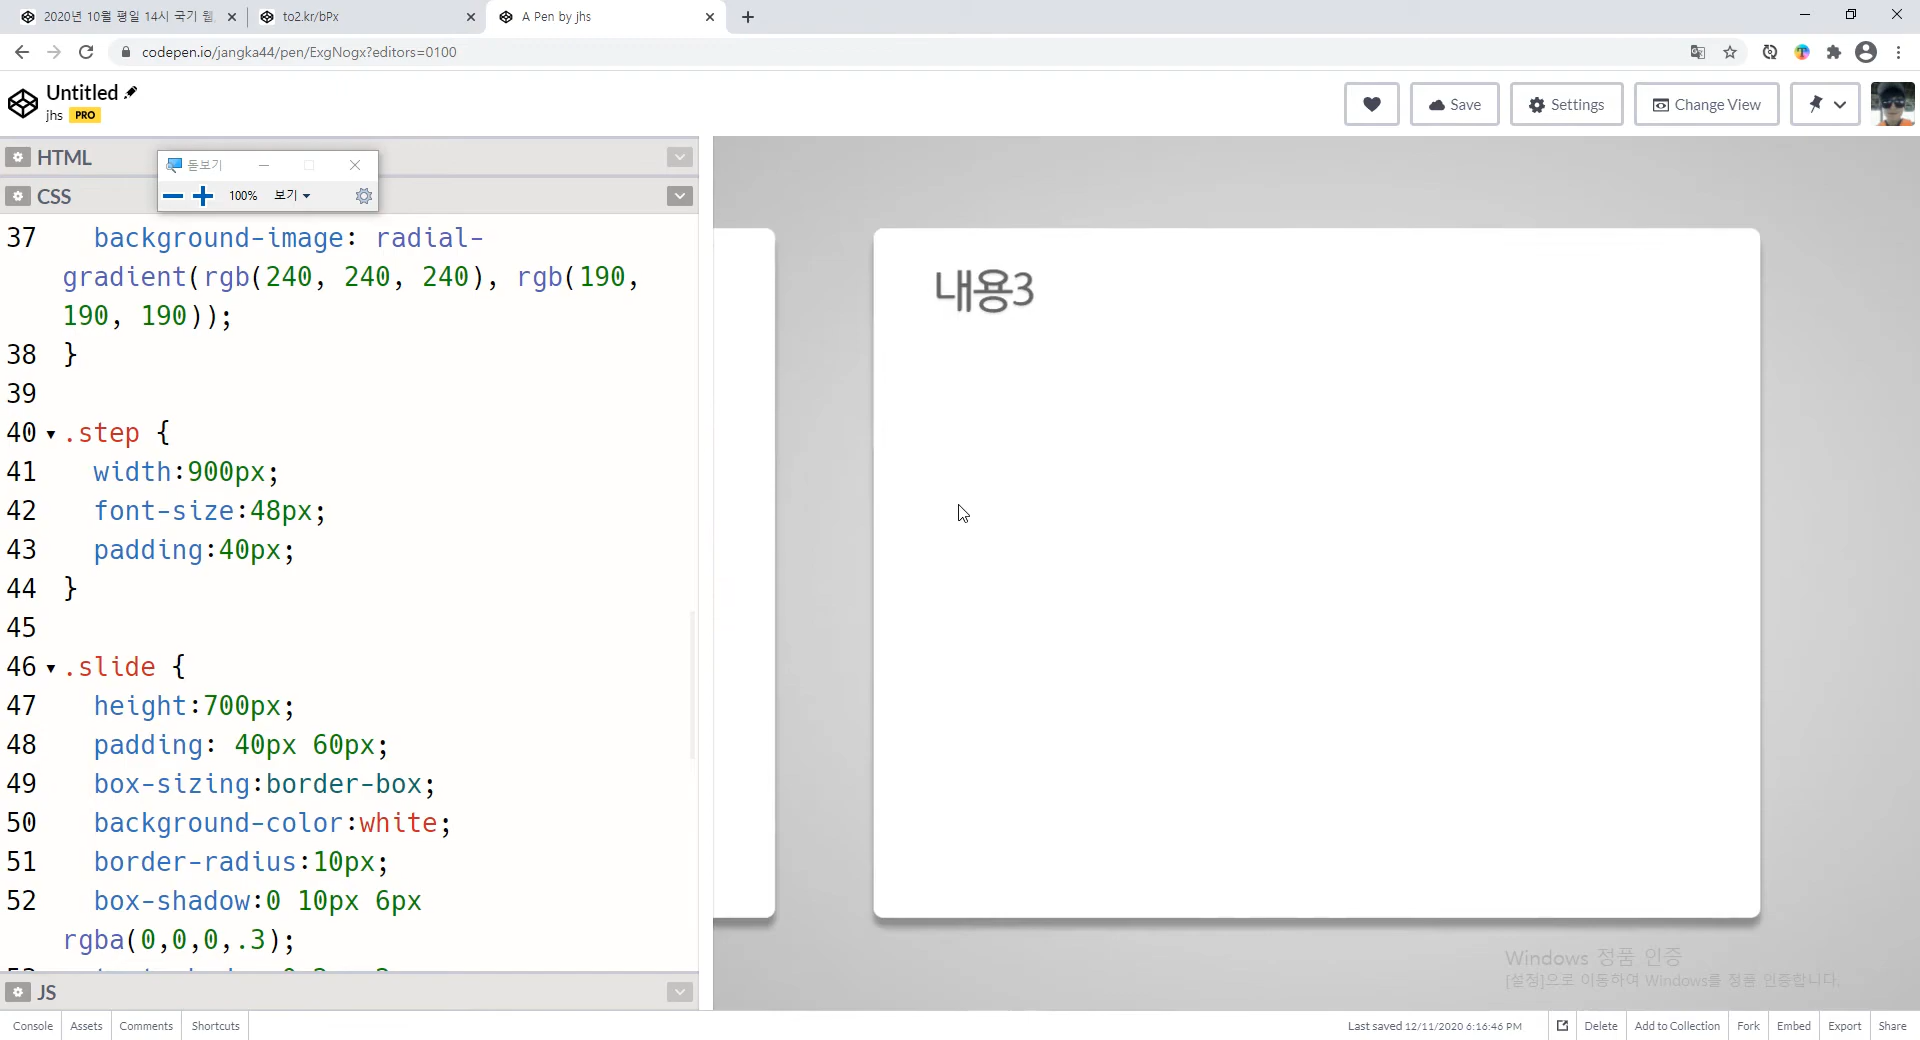 2020년 10월 평일 14시 국기 웹
to2.kr/bPx
A Pen by jhs
codepen.io/jangka44/pen/ExgNogx?editors=0100
Untitled
jhs PRO
Save
Settings
Change View
HTML
돋보기
100% 보기
CSS
37 background-image: radial-
gradient(rgb(240, 240, 240), rgb(190,
190, 190));
38 }
39
40 .step {
41 width:900px;
42 font-size:48px;
43 padding:40px;
44 }
45
46 .slide {
47 height:700px;
48 padding: 40px 60px;
49 box-sizing:border-box;
50 background-color:white;
51 border-radius:10px;
52 box-shadow:0 10px 6px
rgba(0,0,0,.3);
JS
내용3
Windows 정품 인증
[설정]으로 이동하여 Windows를 정품 인증합니다.
Console
Assets
Comments
Shortcuts
Last saved 12/11/2020 6:16:46 PM
Delete
Add to Collection
Fork
Embed
Export
Share